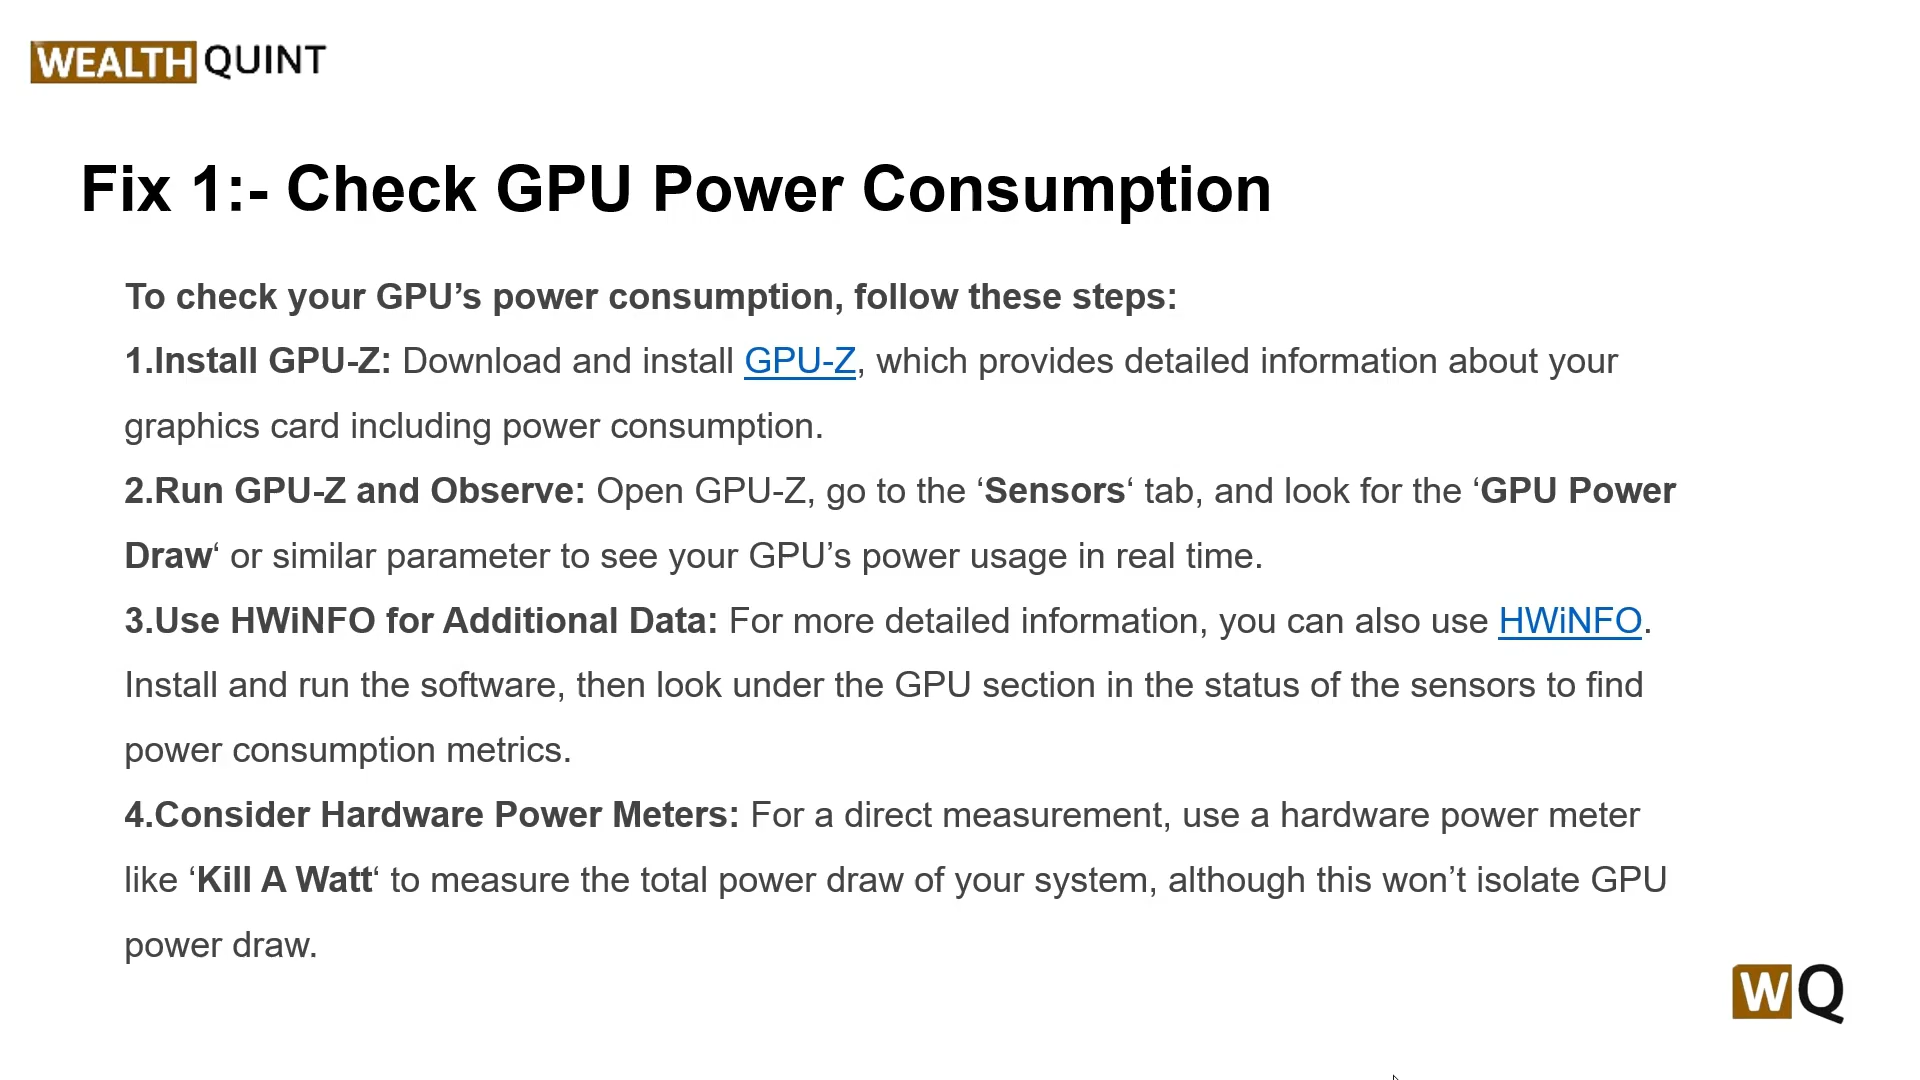 WEALTH QUINT
Fix 1:- Check GPU Power Consumption
To check your GPU’s power consumption, follow these steps:
1.Install GPU-Z: Download and install GPU-Z, which provides detailed information about your
graphics card including power consumption.
2.Run GPU-Z and Observe: Open GPU-Z, go to the ‘Sensors‘ tab, and look for the ‘GPU Power
Draw‘ or similar parameter to see your GPU’s power usage in real time.
3.Use HWiNFO for Additional Data: For more detailed information, you can also use HWiNFO.
Install and run the software, then look under the GPU section in the status of the sensors to find
power consumption metrics.
4.Consider Hardware Power Meters: For a direct measurement, use a hardware power meter
like ‘Kill A Watt‘ to measure the total power draw of your system, although this won’t isolate GPU
power draw.
WQ